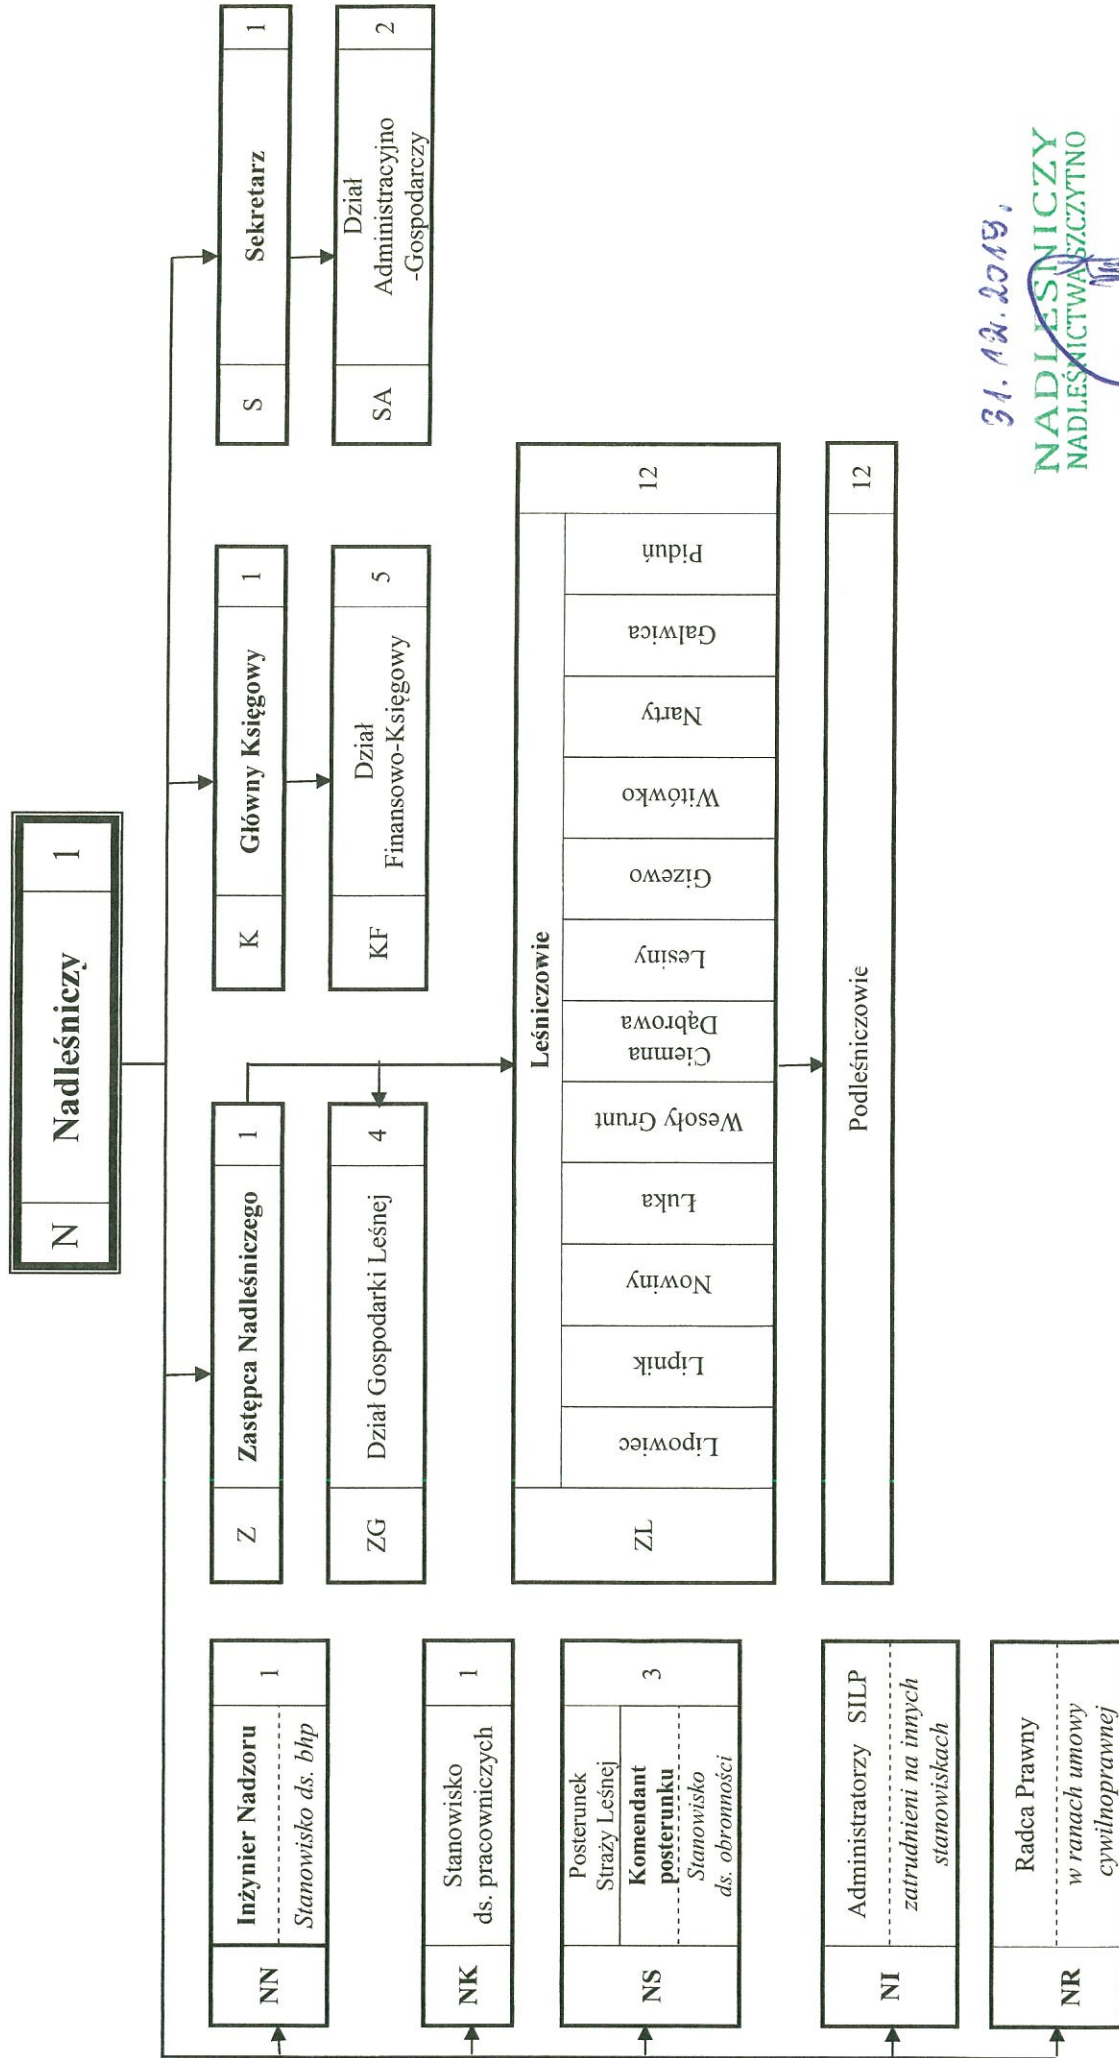 N Nadleśniczy 1
NN Inżynier Nadzoru 1
Stanowisko ds. bhp
NK Stanowisko 1
ds. pracowniczych
NS Posterunek 3
Straży Leśnej
Komendant
posterunku
Stanowisko
ds. obronności
NI Administratorzy SILP
zatrudnieni na innych
stanowiskach
NR Radca Prawny
w ranach umowy
cywilnoprawnej
Z Zastępca Nadleśniczego 1
ZG Dział Gospodarki Leśnej 4
ZL Leśniczowie 12
Lipowiec
Lipnik
Nowiny
Łuka
Wesoły Grunt
Ciemna
Dąbrowa
Lesiny
Gizewo
Witówko
Narty
Galwica
Piduń
Podleśniczowie 12
K Główny Księgowy 1
KF Dział 5
Finansowo-Księgowy
S Sekretarz 1
SA Dział 2
Administracyjno
-Gospodarczy
31.12.2019.
NADLEŚNICZY
NADLEŚNICTWA SZCZYTNO